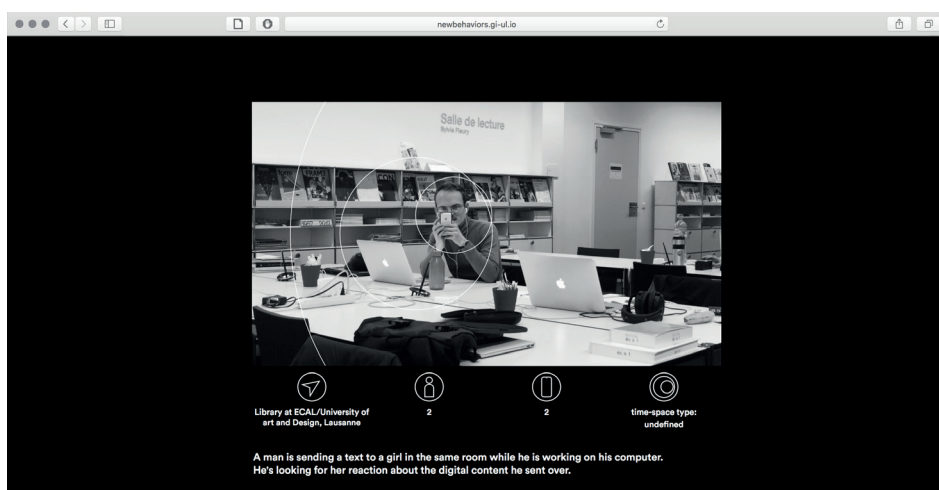 newbehaviors.gi-ul.io
Salle de lecture
Sylvie Fleury
FRAME
Library at ECAL/University of
art and Design, Lausanne
2
2
time-space type:
undefined
A man is sending a text to a girl in the same room while he is working on his computer.
He's looking for her reaction about the digital content he sent over.